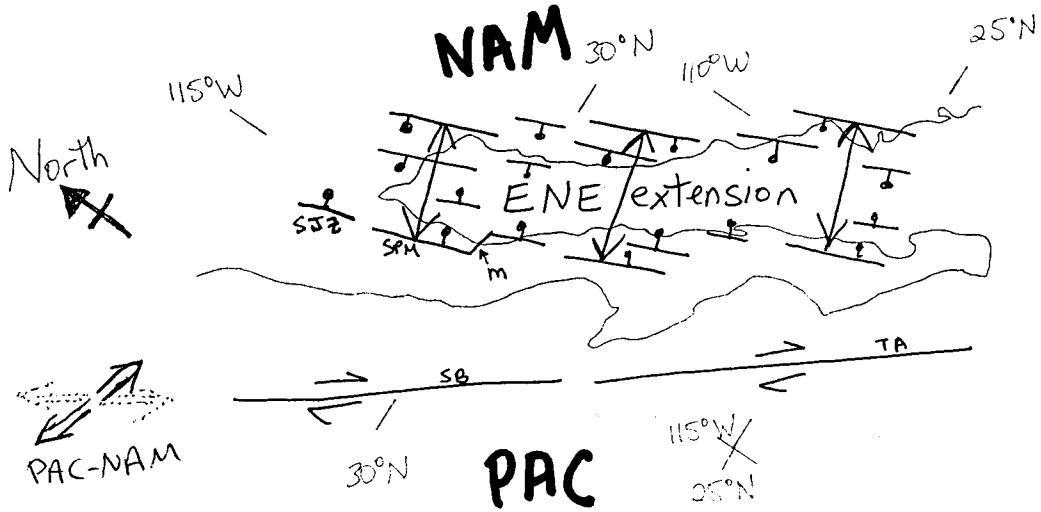 NAM
30°N
25°N
110°W
115°W
North
ENE extension
SJZ
SPM
m
TA
SB
PAC-NAM
30°N
PAC
115°W
25°N